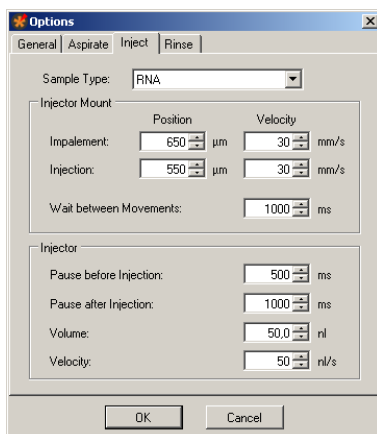 Options
General Aspirate Inject Rinse
Sample Type: RNA
Injector Mount
Position Velocity
Impalement: 650 µm 30 mm/s
Injection: 550 µm 30 mm/s
Wait between Movements: 1000 ms
Injector
Pause before Injection: 500 ms
Pause after Injection: 1000 ms
Volume: 50,0 nl
Velocity: 50 nl/s
OK Cancel